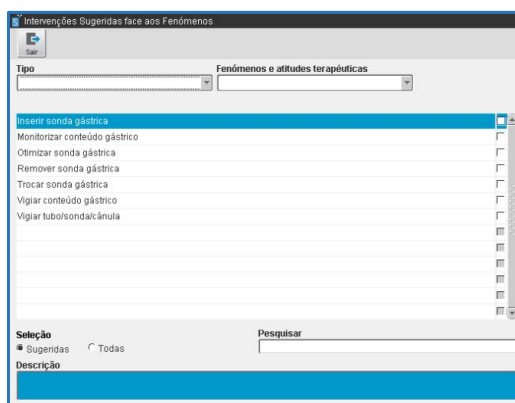 Intervenções Sugeridas face aos Fenómenos
Sair
Tipo Fenómenos e atitudes terapéuticas
Inserir sonda gástrica
Monitorizar conteúdo gástrico
Otimizar sonda gástrica
Remover sonda gástrica
Trocar sonda gástrica
Vigiar conteúdo gástrico
Vigiar tubo/sonda/cânula
Seleção Pesquisar
Sugeridas Todas
Descrição